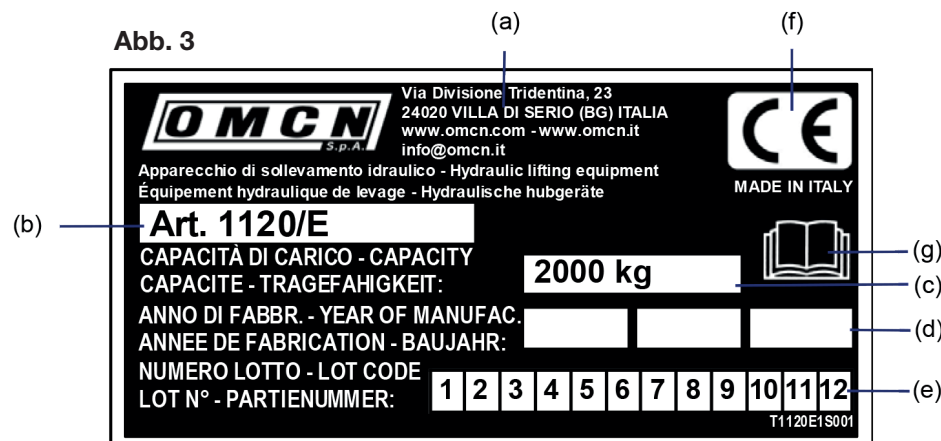 (a)
(f)
Abb. 3
OMCN
S.p.A.
Via Divisione Tridentina, 23
24020 VILLA DI SERIO (BG) ITALIA
www.omcn.com - www.omcn.it
info@omcn.it
CE
Apparecchio di sollevamento idraulico - Hydraulic lifting equipment
Équipement hydraulique de levage - Hydraulische hubgeräte
MADE IN ITALY
(b)
Art. 1120/E
CAPACITÀ DI CARICO - CAPACITY
CAPACITE - TRAGEFAHIGKEIT:
2000 kg
(g)
(c)
ANNO DI FABBR. - YEAR OF MANUFAC.
ANNEE DE FABRICATION - BAUJAHR:
(d)
NUMERO LOTTO - LOT CODE
LOT N° - PARTIENUMMER:
1 2 3 4 5 6 7 8 9 10 11 12
(e)
T1120E1S001